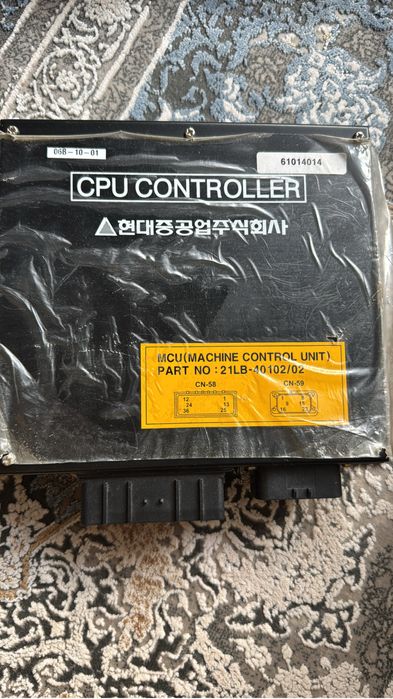 06B-10-01
61014014
CPU CONTROLLER
현대중공업주식회사
MCU(MACHINE CONTROL UNIT)
PART NO : 21LB-40102/02
CN-58 CN-59
12 1
24 13
36 25
1 8
9 15
16 23